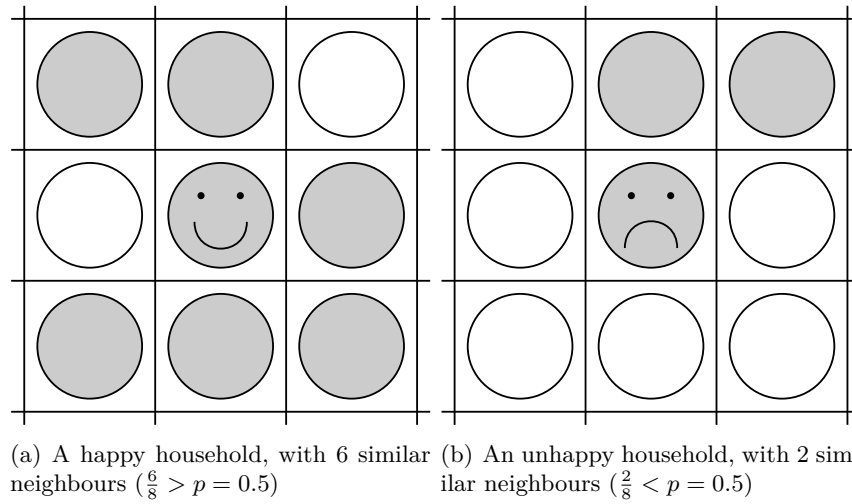 (a) A happy household, with 6 similar
neighbours (6/8 > p = 0.5)
(b) An unhappy household, with 2 sim-
ilar neighbours (2/8 < p = 0.5)